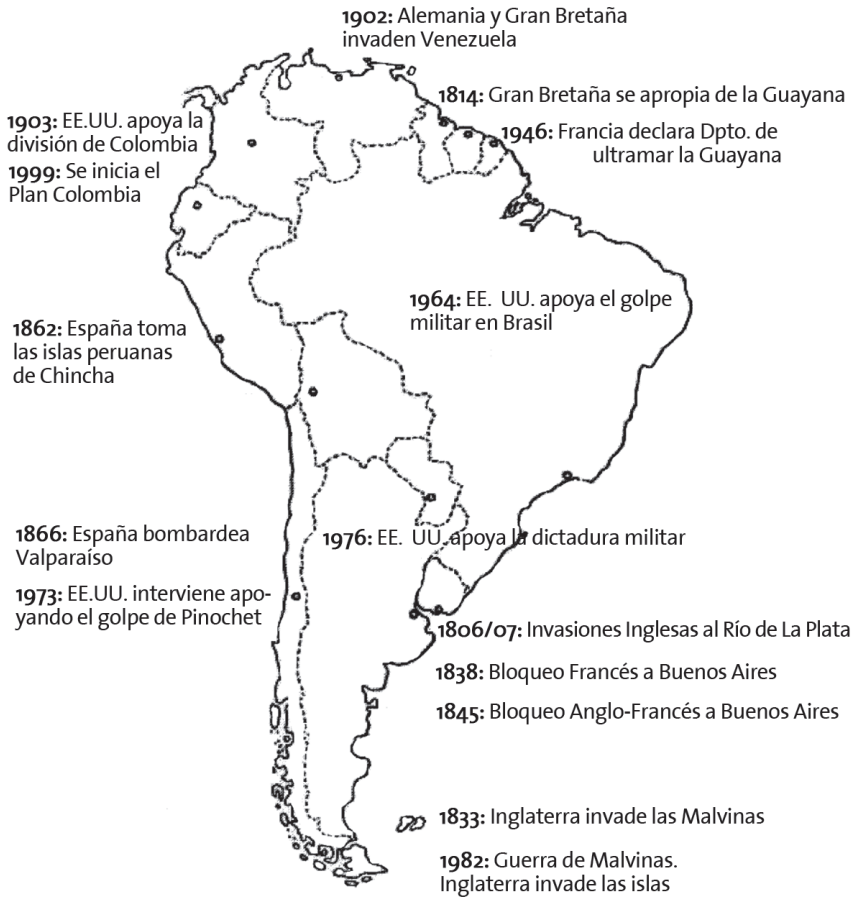 1902: Alemania y Gran Bretaña
invaden Venezuela
1814: Gran Bretaña se apropia de la Guayana
1903: EE.UU. apoya la
división de Colombia
1946: Francia declara Dpto. de
ultramar la Guayana
1999: Se inicia el
Plan Colombia
1964: EE. UU. apoya el golpe
militar en Brasil
1862: España toma
las islas peruanas
de Chincha
1866: España bombardea
Valparaíso
1976: EE. UU. apoya la dictadura militar
1973: EE.UU. interviene apo-
yando el golpe de Pinochet
1806/07: Invasiones Inglesas al Río de La Plata
1838: Bloqueo Francés a Buenos Aires
1845: Bloqueo Anglo-Francés a Buenos Aires
1833: Inglaterra invade las Malvinas
1982: Guerra de Malvinas.
Inglaterra invade las islas